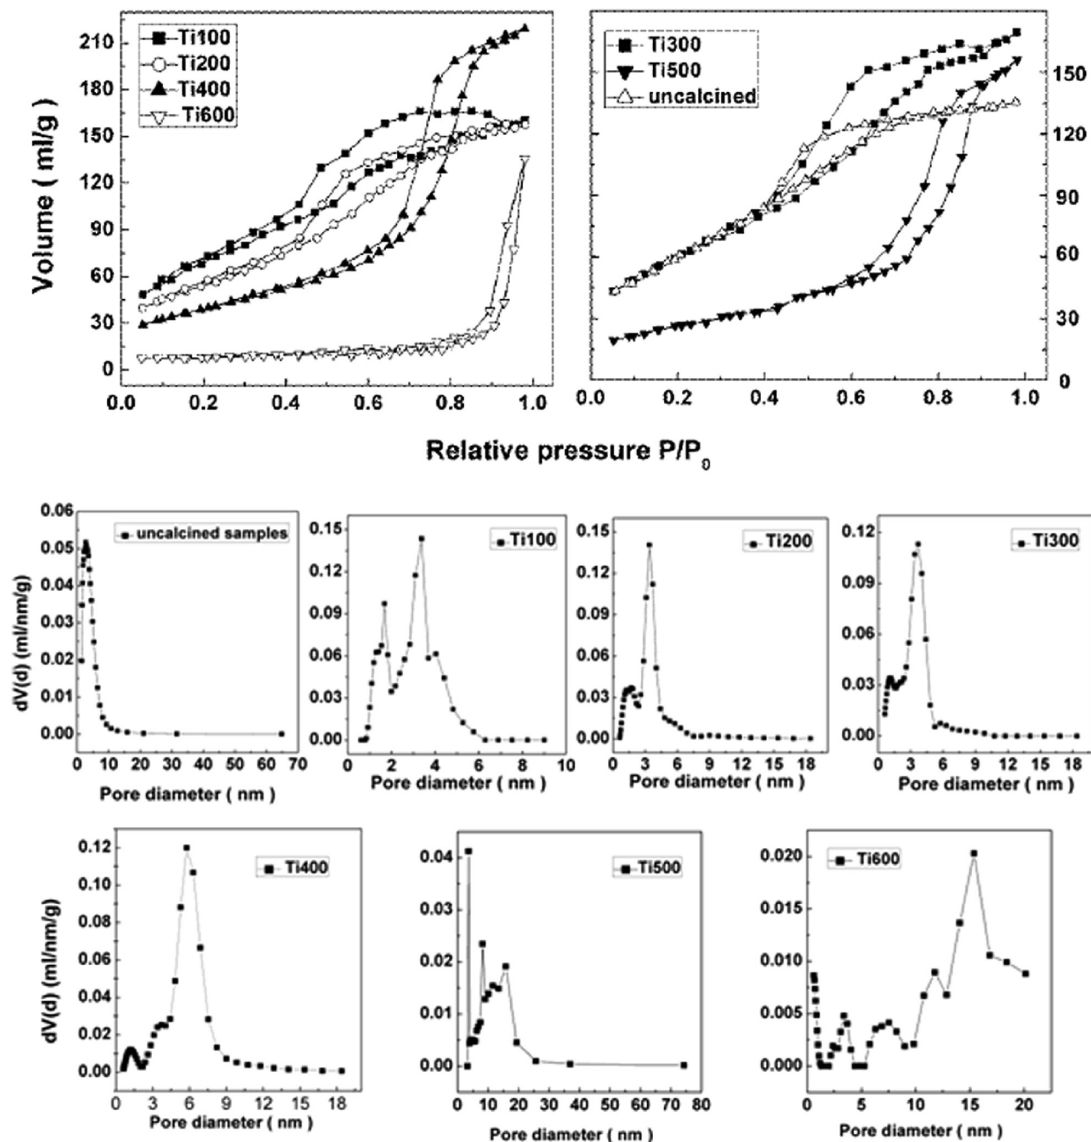 Volume ( ml/g )
210
180
150
120
90
60
30
0
Ti100
Ti200
Ti400
Ti600
0.0 0.2 0.4 0.6 0.8 1.0
Ti300
Ti500
uncalcined
150
120
90
60
30
0
0.0 0.2 0.4 0.6 0.8 1.0
Relative pressure P/P0
dV(d) (ml/nm/g)
0.06
0.05
0.04
0.03
0.02
0.01
0.00
uncalcined samples
0 10 20 30 40 50 60 70
Pore diameter ( nm )
0.15
0.12
0.09
0.06
0.03
0.00
Ti100
0 2 4 6 8 10
Pore diameter ( nm )
0.15
0.12
0.09
0.06
0.03
0.00
Ti200
0 3 6 9 12 15 18
Pore diameter ( nm )
0.12
0.09
0.06
0.03
0.00
Ti300
0 3 6 9 12 15 18
Pore diameter ( nm )
dV(d) (ml/nm/g)
0.12
0.10
0.08
0.06
0.04
0.02
0.00
Ti400
0 3 6 9 12 15 18
Pore diameter ( nm )
0.04
0.03
0.02
0.01
0.00
Ti500
0 10 20 30 40 50 60 70 80
Pore diameter ( nm )
0.020
0.015
0.010
0.005
0.000
Ti600
0 5 10 15 20
Pore diameter ( nm )